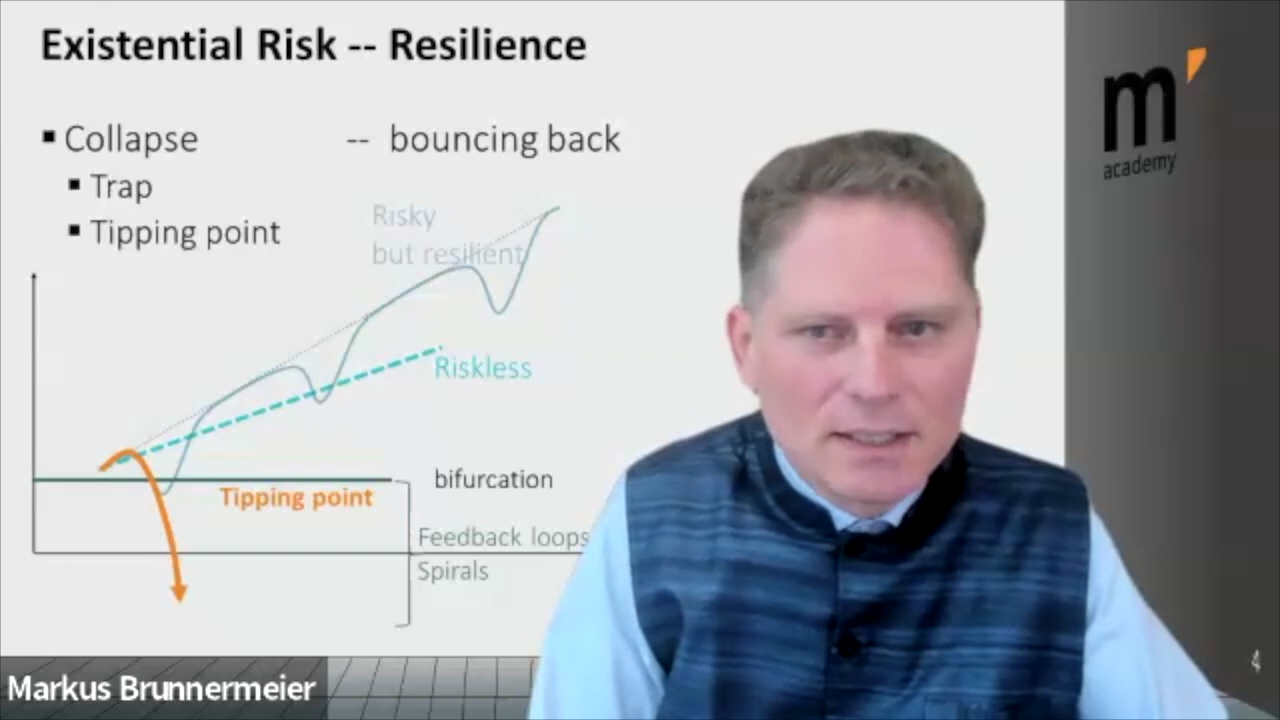 Existential Risk -- Resilience
▪ Collapse -- bouncing back
▪ Trap
▪ Tipping point
Risky
but resilient
Riskless
bifurcation
Tipping point
Feedback loops
Spirals
m'
academy
4
Markus Brunnermeier